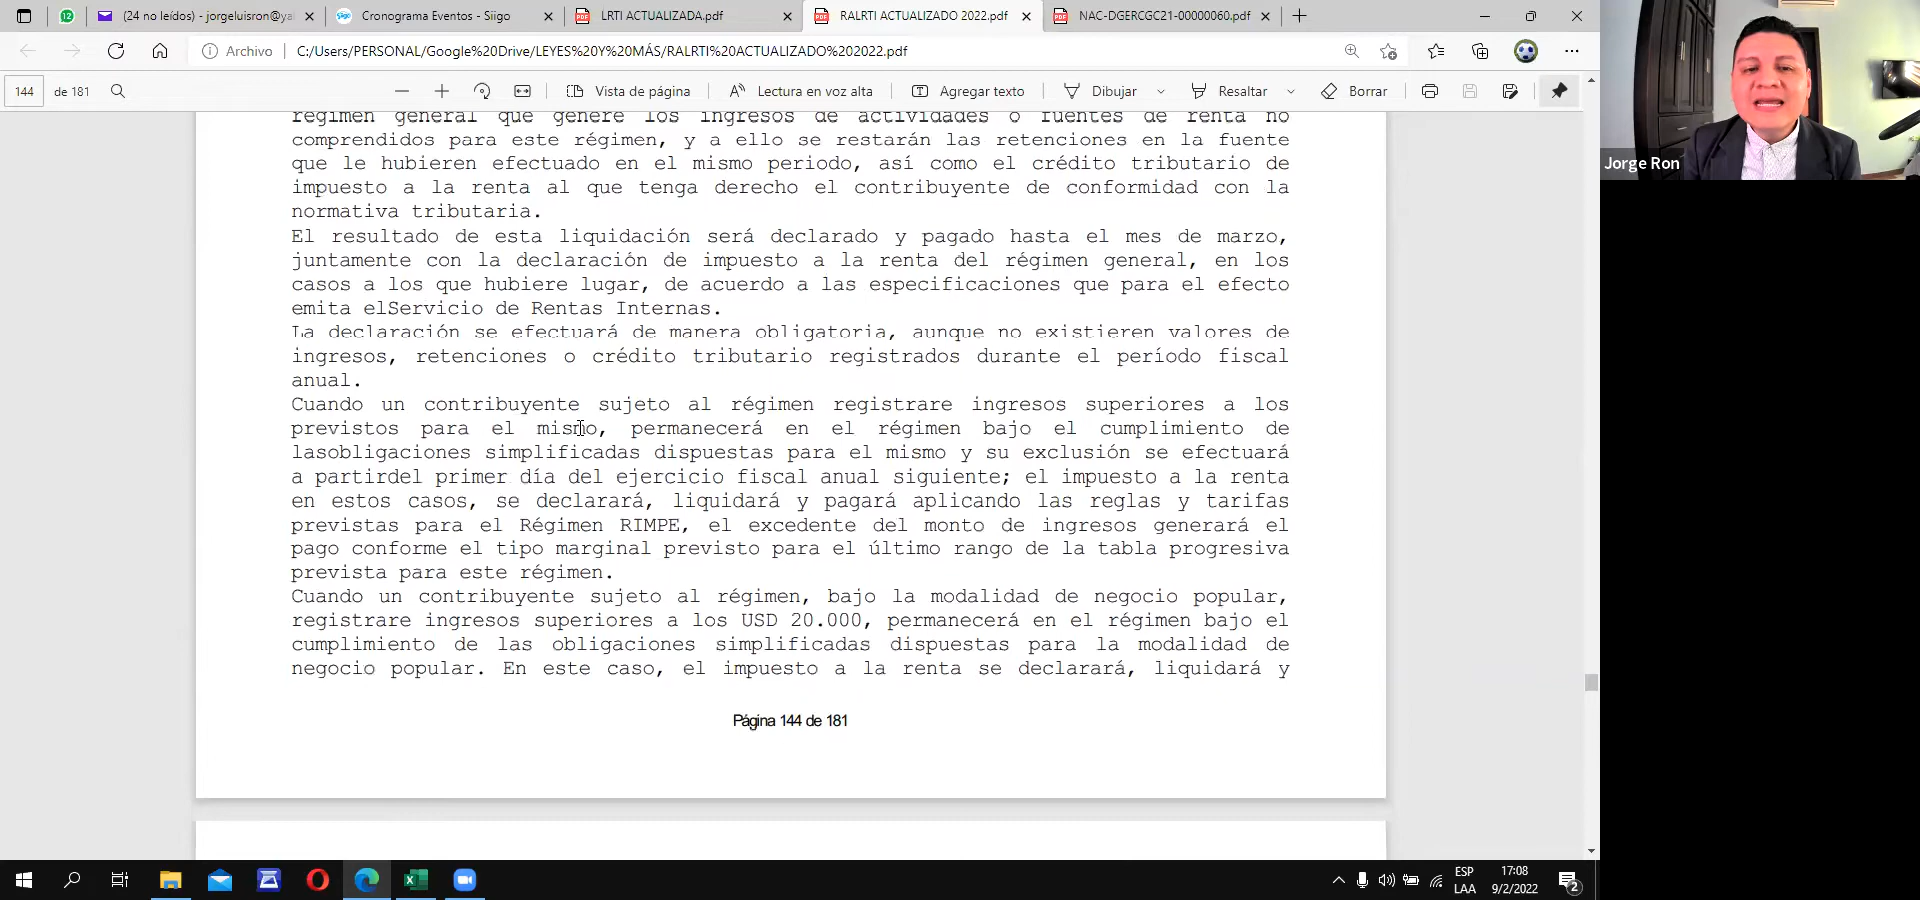 (24 no leídos) - jorgeluisron@ya
Cronograma Eventos - Siigo
LRTI ACTUALIZADA.pdf
RALRTI ACTUALIZADO 2022.pdf
NAC-DGERCGC21-00000060.pdf
Archivo
C:/Users/PERSONAL/Google%20Drive/LEYES%20Y%20MÁS/RALRTI%20ACTUALIZADO%202022.pdf
144 de 181
Vista de página
Lectura en voz alta
Agregar texto
Dibujar
Resaltar
Borrar
régimen general que genere los ingresos de actividades o fuentes de renta no
comprendidos para este régimen, y a ello se restarán las retenciones en la fuente
que le hubieren efectuado en el mismo periodo, así como el crédito tributario de
impuesto a la renta al que tenga derecho el contribuyente de conformidad con la
normativa tributaria.
El resultado de esta liquidación será declarado y pagado hasta el mes de marzo,
juntamente con la declaración de impuesto a la renta del régimen general, en los
casos a los que hubiere lugar, de acuerdo a las especificaciones que para el efecto
emita elServicio de Rentas Internas.
La declaración se efectuará de manera obligatoria, aunque no existieren valores de
ingresos, retenciones o crédito tributario registrados durante el período fiscal
anual.
Cuando un contribuyente sujeto al régimen registrare ingresos superiores a los
previstos para el mismo, permanecerá en el régimen bajo el cumplimiento de
lasobligaciones simplificadas dispuestas para el mismo y su exclusión se efectuará
a partirdel primer día del ejercicio fiscal anual siguiente; el impuesto a la renta
en estos casos, se declarará, liquidará y pagará aplicando las reglas y tarifas
previstas para el Régimen RIMPE, el excedente del monto de ingresos generará el
pago conforme el tipo marginal previsto para el último rango de la tabla progresiva
prevista para este régimen.
Cuando un contribuyente sujeto al régimen, bajo la modalidad de negocio popular,
registrare ingresos superiores a los USD 20.000, permanecerá en el régimen bajo el
cumplimiento de las obligaciones simplificadas dispuestas para la modalidad de
negocio popular. En este caso, el impuesto a la renta se declarará, liquidará y
Página 144 de 181
Jorge Ron
ESP
LAA
17:08
9/2/2022
2